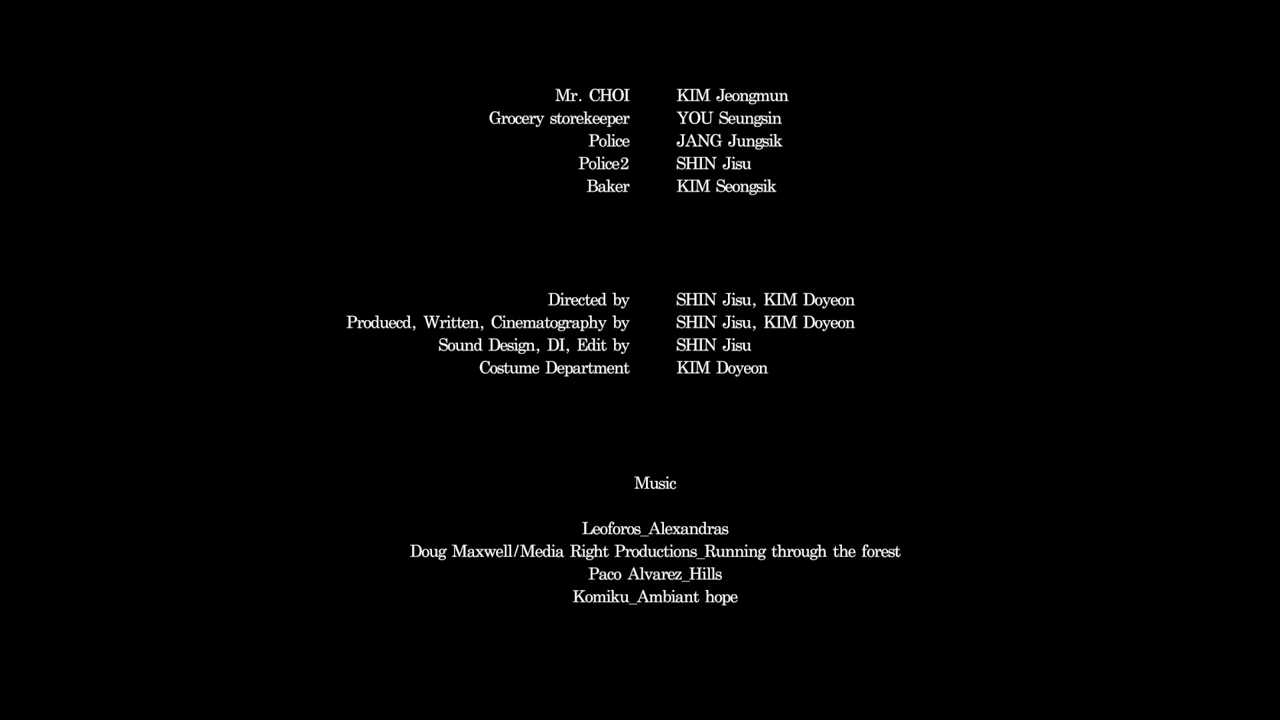 Mr. CHOI KIM Jeongmun
Grocery storekeeper YOU Seungsin
Police JANG Jungsik
Police2 SHIN Jisu
Baker KIM Seongsik
Directed by SHIN Jisu, KIM Doyeon
Produecd, Written, Cinematography by SHIN Jisu, KIM Doyeon
Sound Design, DI, Edit by SHIN Jisu
Costume Department KIM Doyeon
Music
Leoforos_Alexandras
Doug Maxwell/Media Right Productions_Running through the forest
Paco Alvarez_Hills
Komiku_Ambiant hope